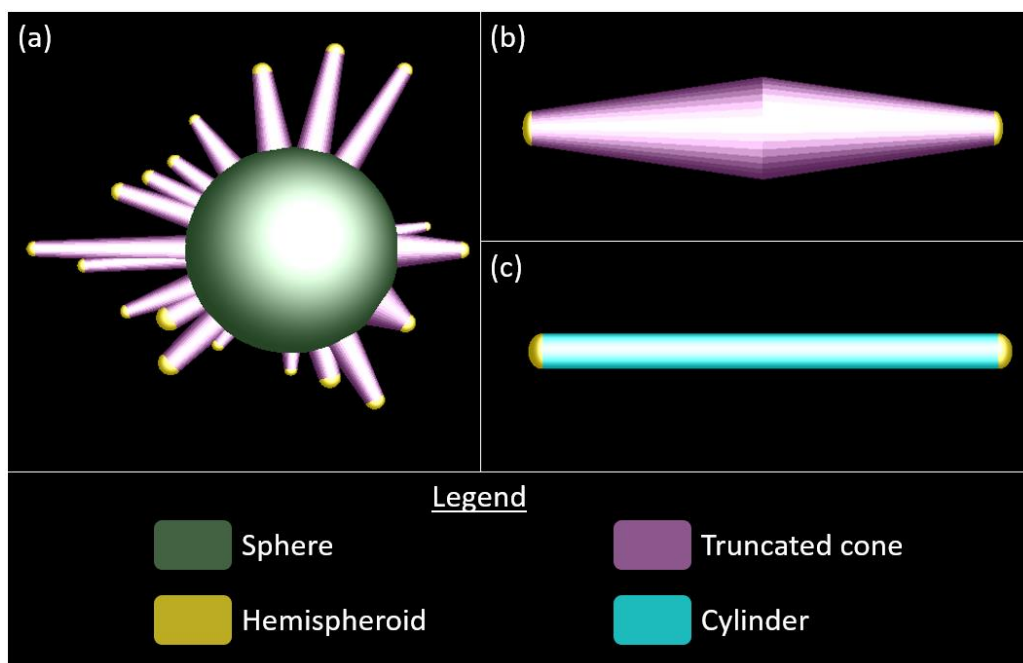 (a)
(b)
(c)
Legend
Sphere
Truncated cone
Hemispheroid
Cylinder